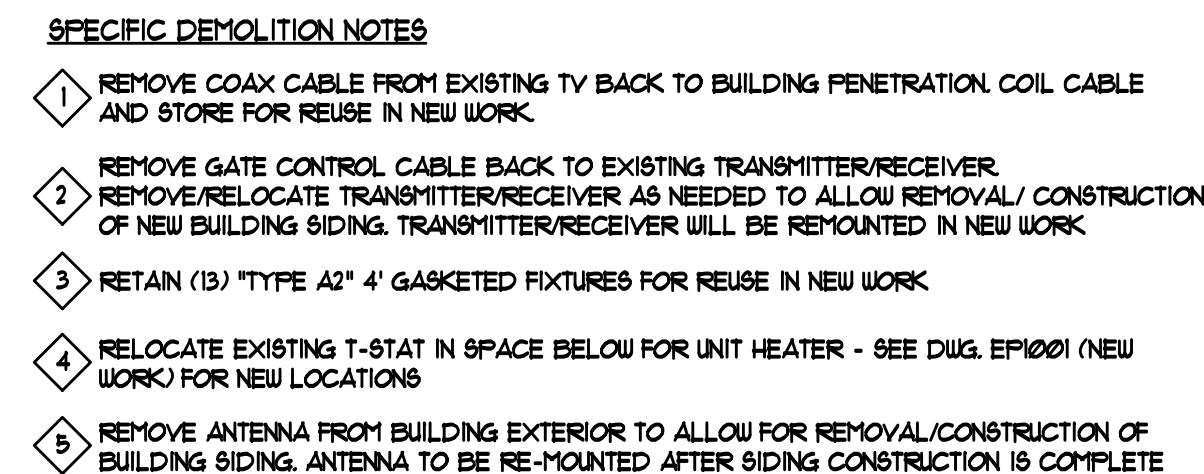 SPECIFIC DEMOLITION NOTES
1 REMOVE COAX CABLE FROM EXISTING TV BACK TO BUILDING PENETRATION. COIL CABLE
AND STORE FOR REUSE IN NEW WORK.
REMOVE GATE CONTROL CABLE BACK TO EXISTING TRANSMITTER/RECEIVER.
2 REMOVE/RELOCATE TRANSMITTER/RECEIVER AS NEEDED TO ALLOW REMOVAL/ CONSTRUCTION
OF NEW BUILDING SIDING. TRANSMITTER/RECEIVER WILL BE REMOUNTED IN NEW WORK
3 RETAIN (13) "TYPE A2" 4' GASKETED FIXTURES FOR REUSE IN NEW WORK
4 RELOCATE EXISTING T-STAT IN SPACE BELOW FOR UNIT HEATER - SEE DWG. EP1001 (NEW
WORK) FOR NEW LOCATIONS
5 REMOVE ANTENNA FROM BUILDING EXTERIOR TO ALLOW FOR REMOVAL/CONSTRUCTION OF
BUILDING SIDING. ANTENNA TO BE RE-MOUNTED AFTER SIDING CONSTRUCTION IS COMPLETE